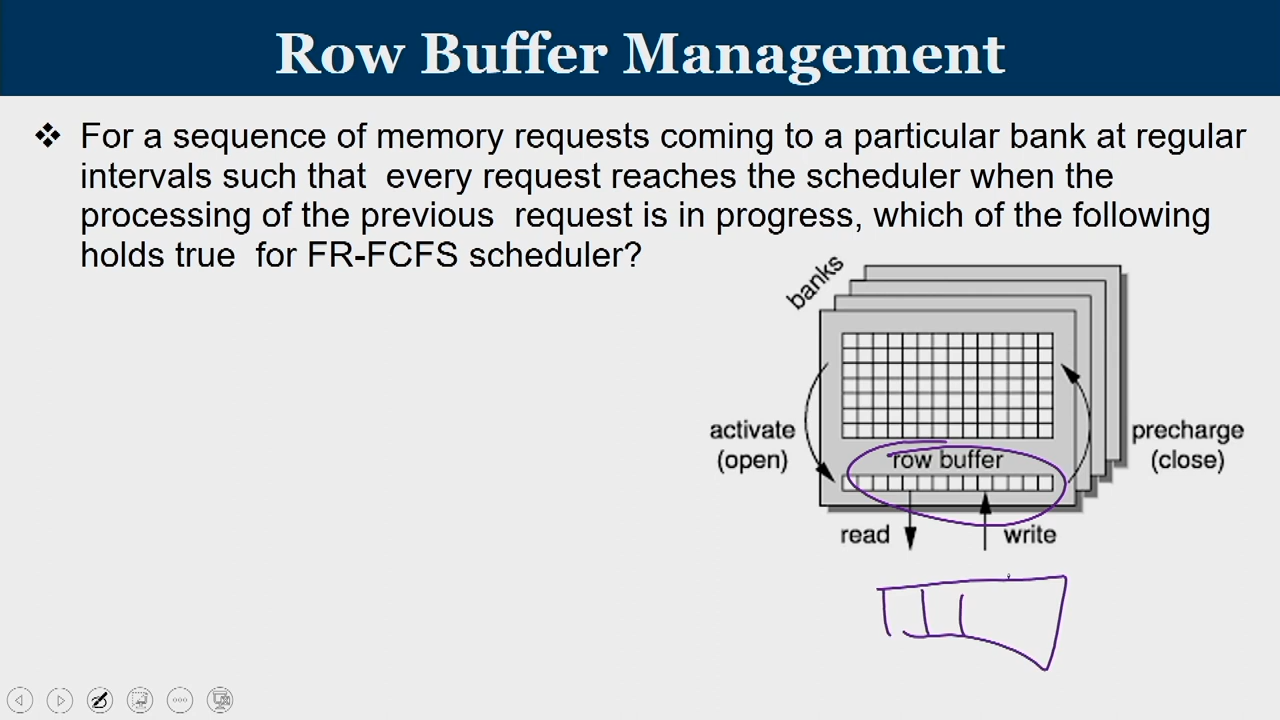 Row Buffer Management
❖ For a sequence of memory requests coming to a particular bank at regular
intervals such that every request reaches the scheduler when the
processing of the previous request is in progress, which of the following
holds true for FR-FCFS scheduler?
banks
activate
(open)
row buffer
precharge
(close)
read
write